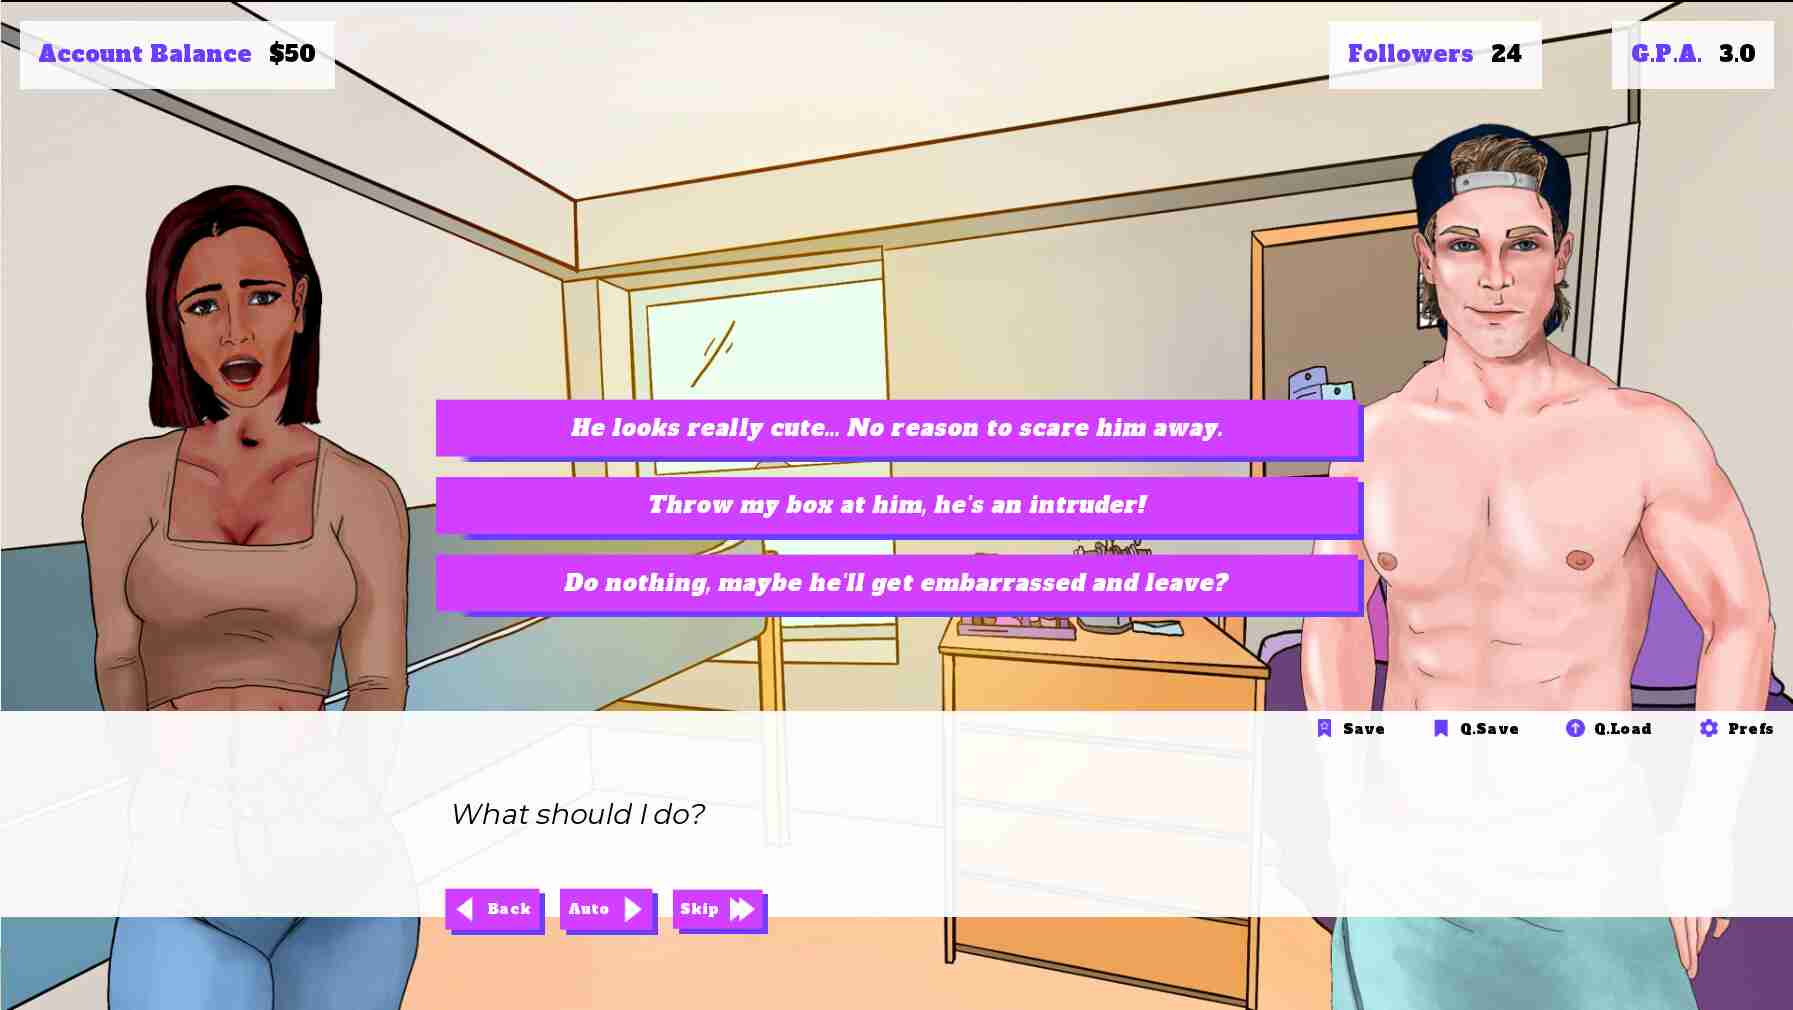 Account Balance $50
Followers 24
G.P.A. 3.0
He looks really cute... No reason to scare him away.
Throw my box at him, he's an intruder!
Do nothing, maybe he'll get embarrassed and leave?
Save
Q.Save
Q.Load
Prefs
What should I do?
Back
Auto
Skip